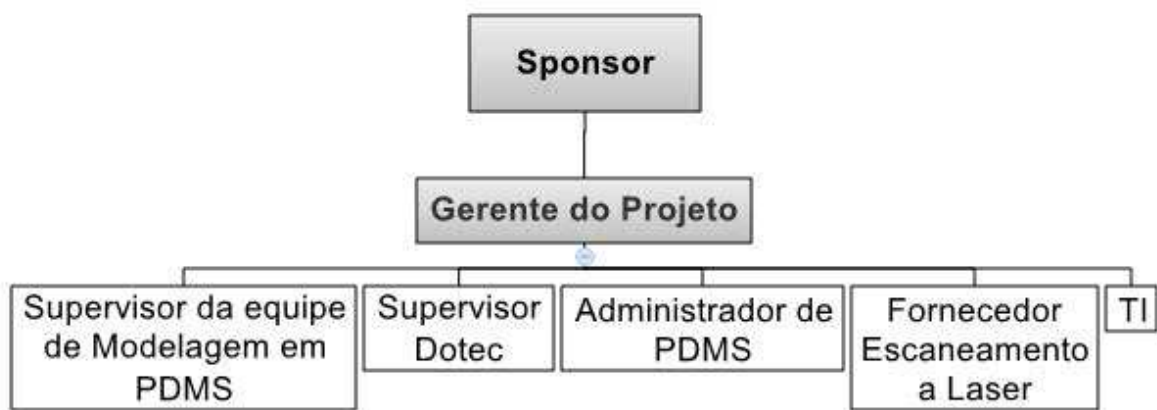 Sponsor
Gerente do Projeto
Supervisor da equipe
de Modelagem em
PDMS
Supervisor
Dotec
Administrador de
PDMS
Fornecedor
Escaneamento
a Laser
TI